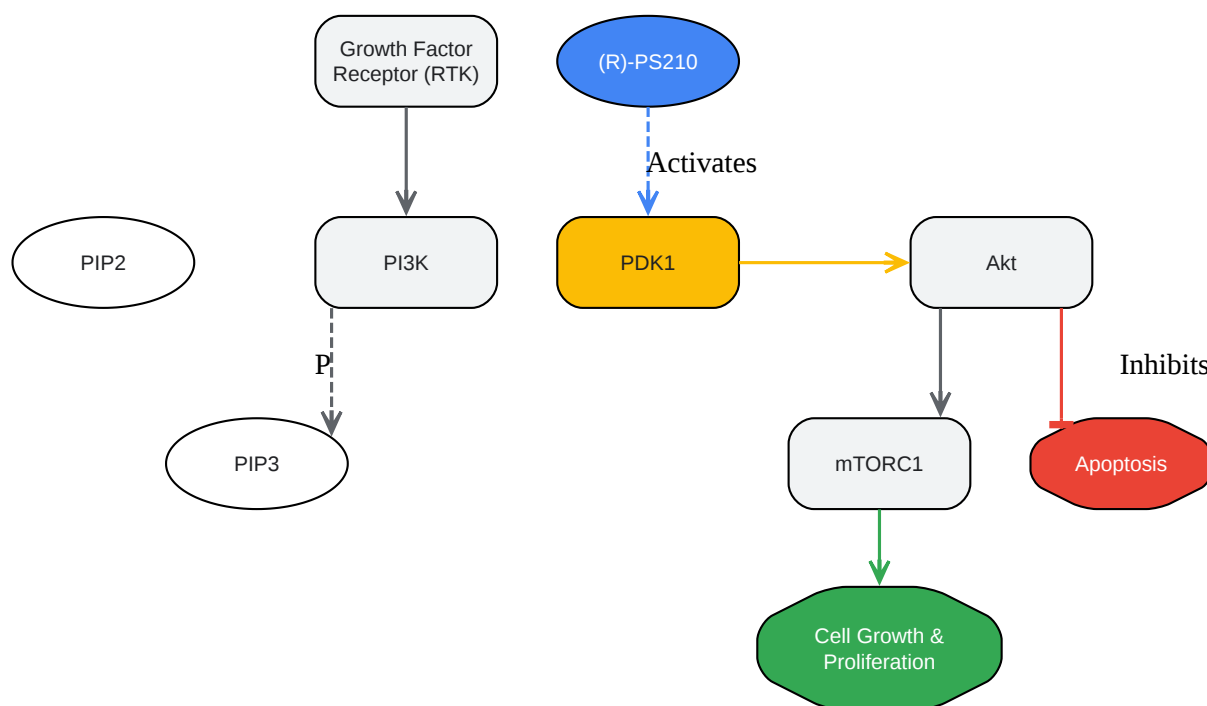 Growth Factor
Receptor (RTK)
(R)-PS210
Activates
PIP2
PI3K
PDK1
Akt
P
Inhibits
PIP3
mTORC1
Apoptosis
Cell Growth &
Proliferation